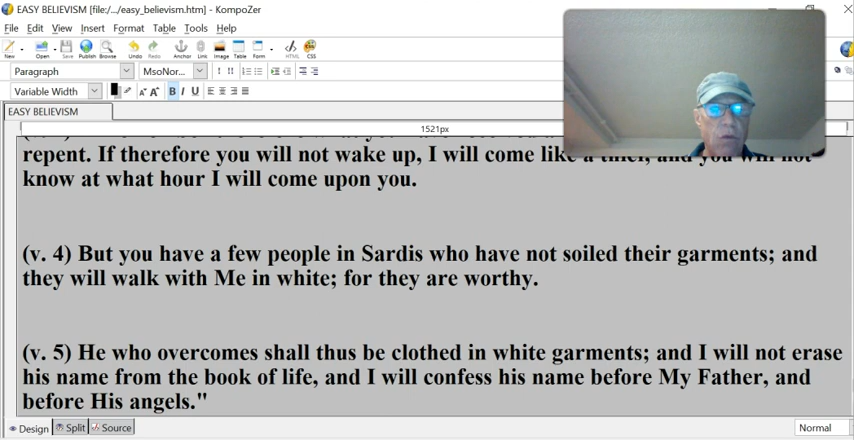 EASY BELIEVISM [file:/.../easy_believism.htm] - KompoZer
File Edit View Insert Format Table Tools Help
New Open Save Publish Browse Undo Redo Anchor Link Image Table Form HTML CSS
Paragraph MsoNor...
Variable Width B I U
EASY BELIEVISM
1521px
repent. If therefore you will not wake up, I will come like a thief, and you will not
know at what hour I will come upon you.
(v. 4) But you have a few people in Sardis who have not soiled their garments; and
they will walk with Me in white; for they are worthy.
(v. 5) He who overcomes shall thus be clothed in white garments; and I will not erase
his name from the book of life, and I will confess his name before My Father, and
before His angels."
Design Split Source Normal